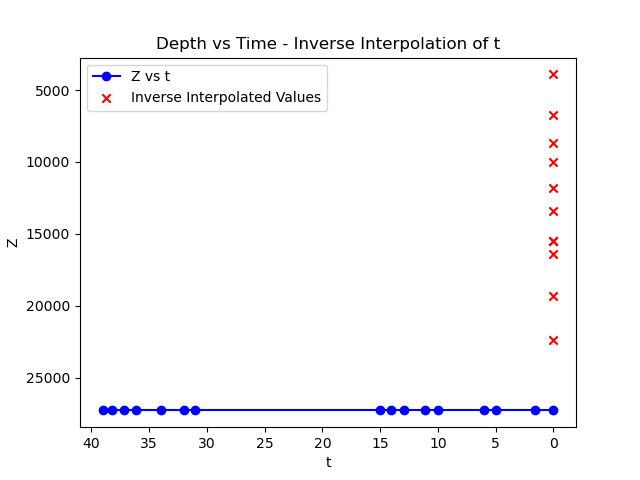 Depth vs Time - Inverse Interpolation of t
Z vs t
Inverse Interpolated Values
5000
10000
15000
20000
25000
Z
40 35 30 25 20 15 10 5 0
t